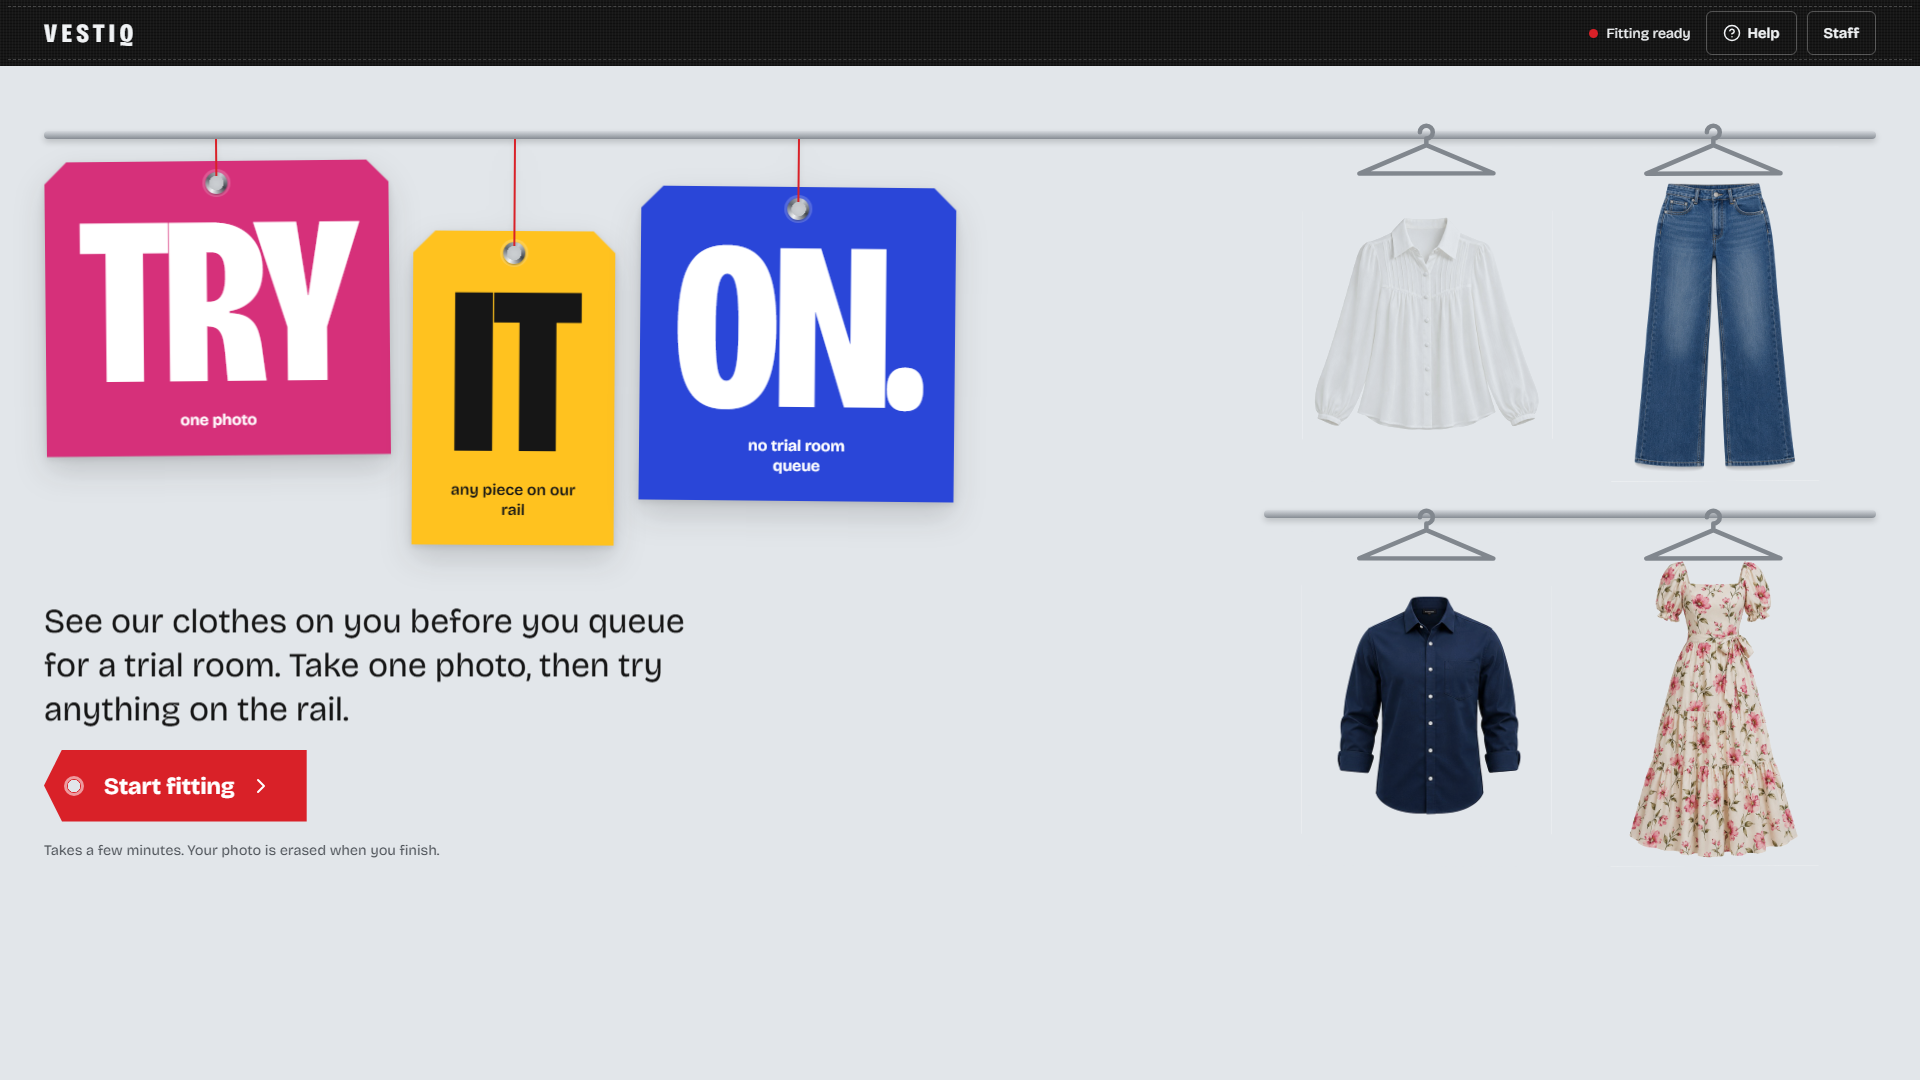 VESTIQ
Fitting ready
Help
Staff
TRY
one photo
IT
any piece on our
rail
ON.
no trial room
queue
See our clothes on you before you queue
for a trial room. Take one photo, then try
anything on the rail.
Start fitting
Takes a few minutes. Your photo is erased when you finish.